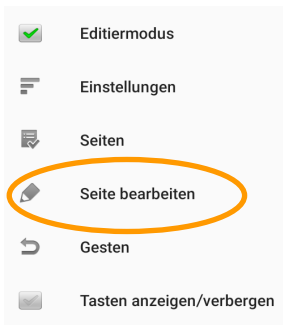 Editiermodus
Einstellungen
Seiten
Seite bearbeiten
Gesten
Tasten anzeigen/verbergen